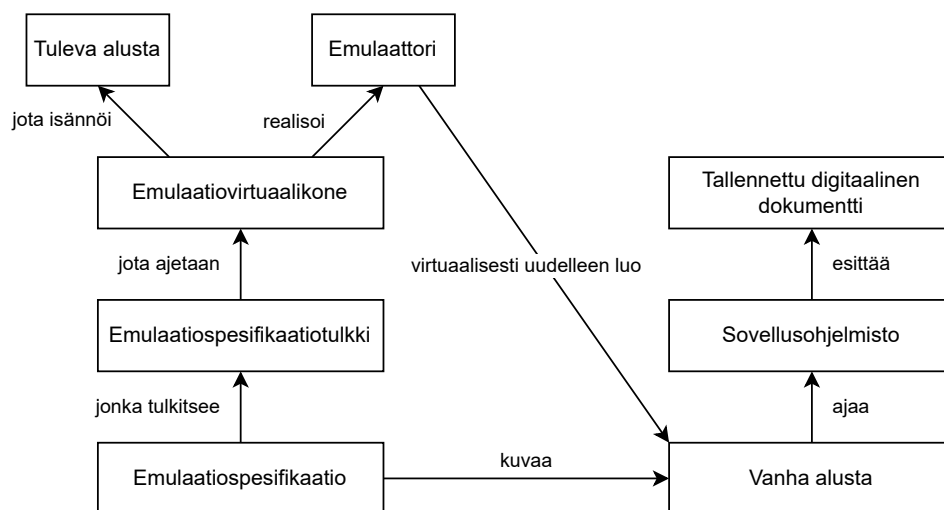 Tuleva alusta
Emulaattori
jota isännöi
realisoi
Emulaatiovirtuaalikone
Tallennettu digitaalinen
dokumentti
jota ajetaan
virtuaalisesti uudelleen luo
esittää
Emulaatiospesifikaatiotulkki
Sovellusohjelmisto
jonka tulkitsee
ajaa
Emulaatiospesifikaatio
kuvaa
Vanha alusta